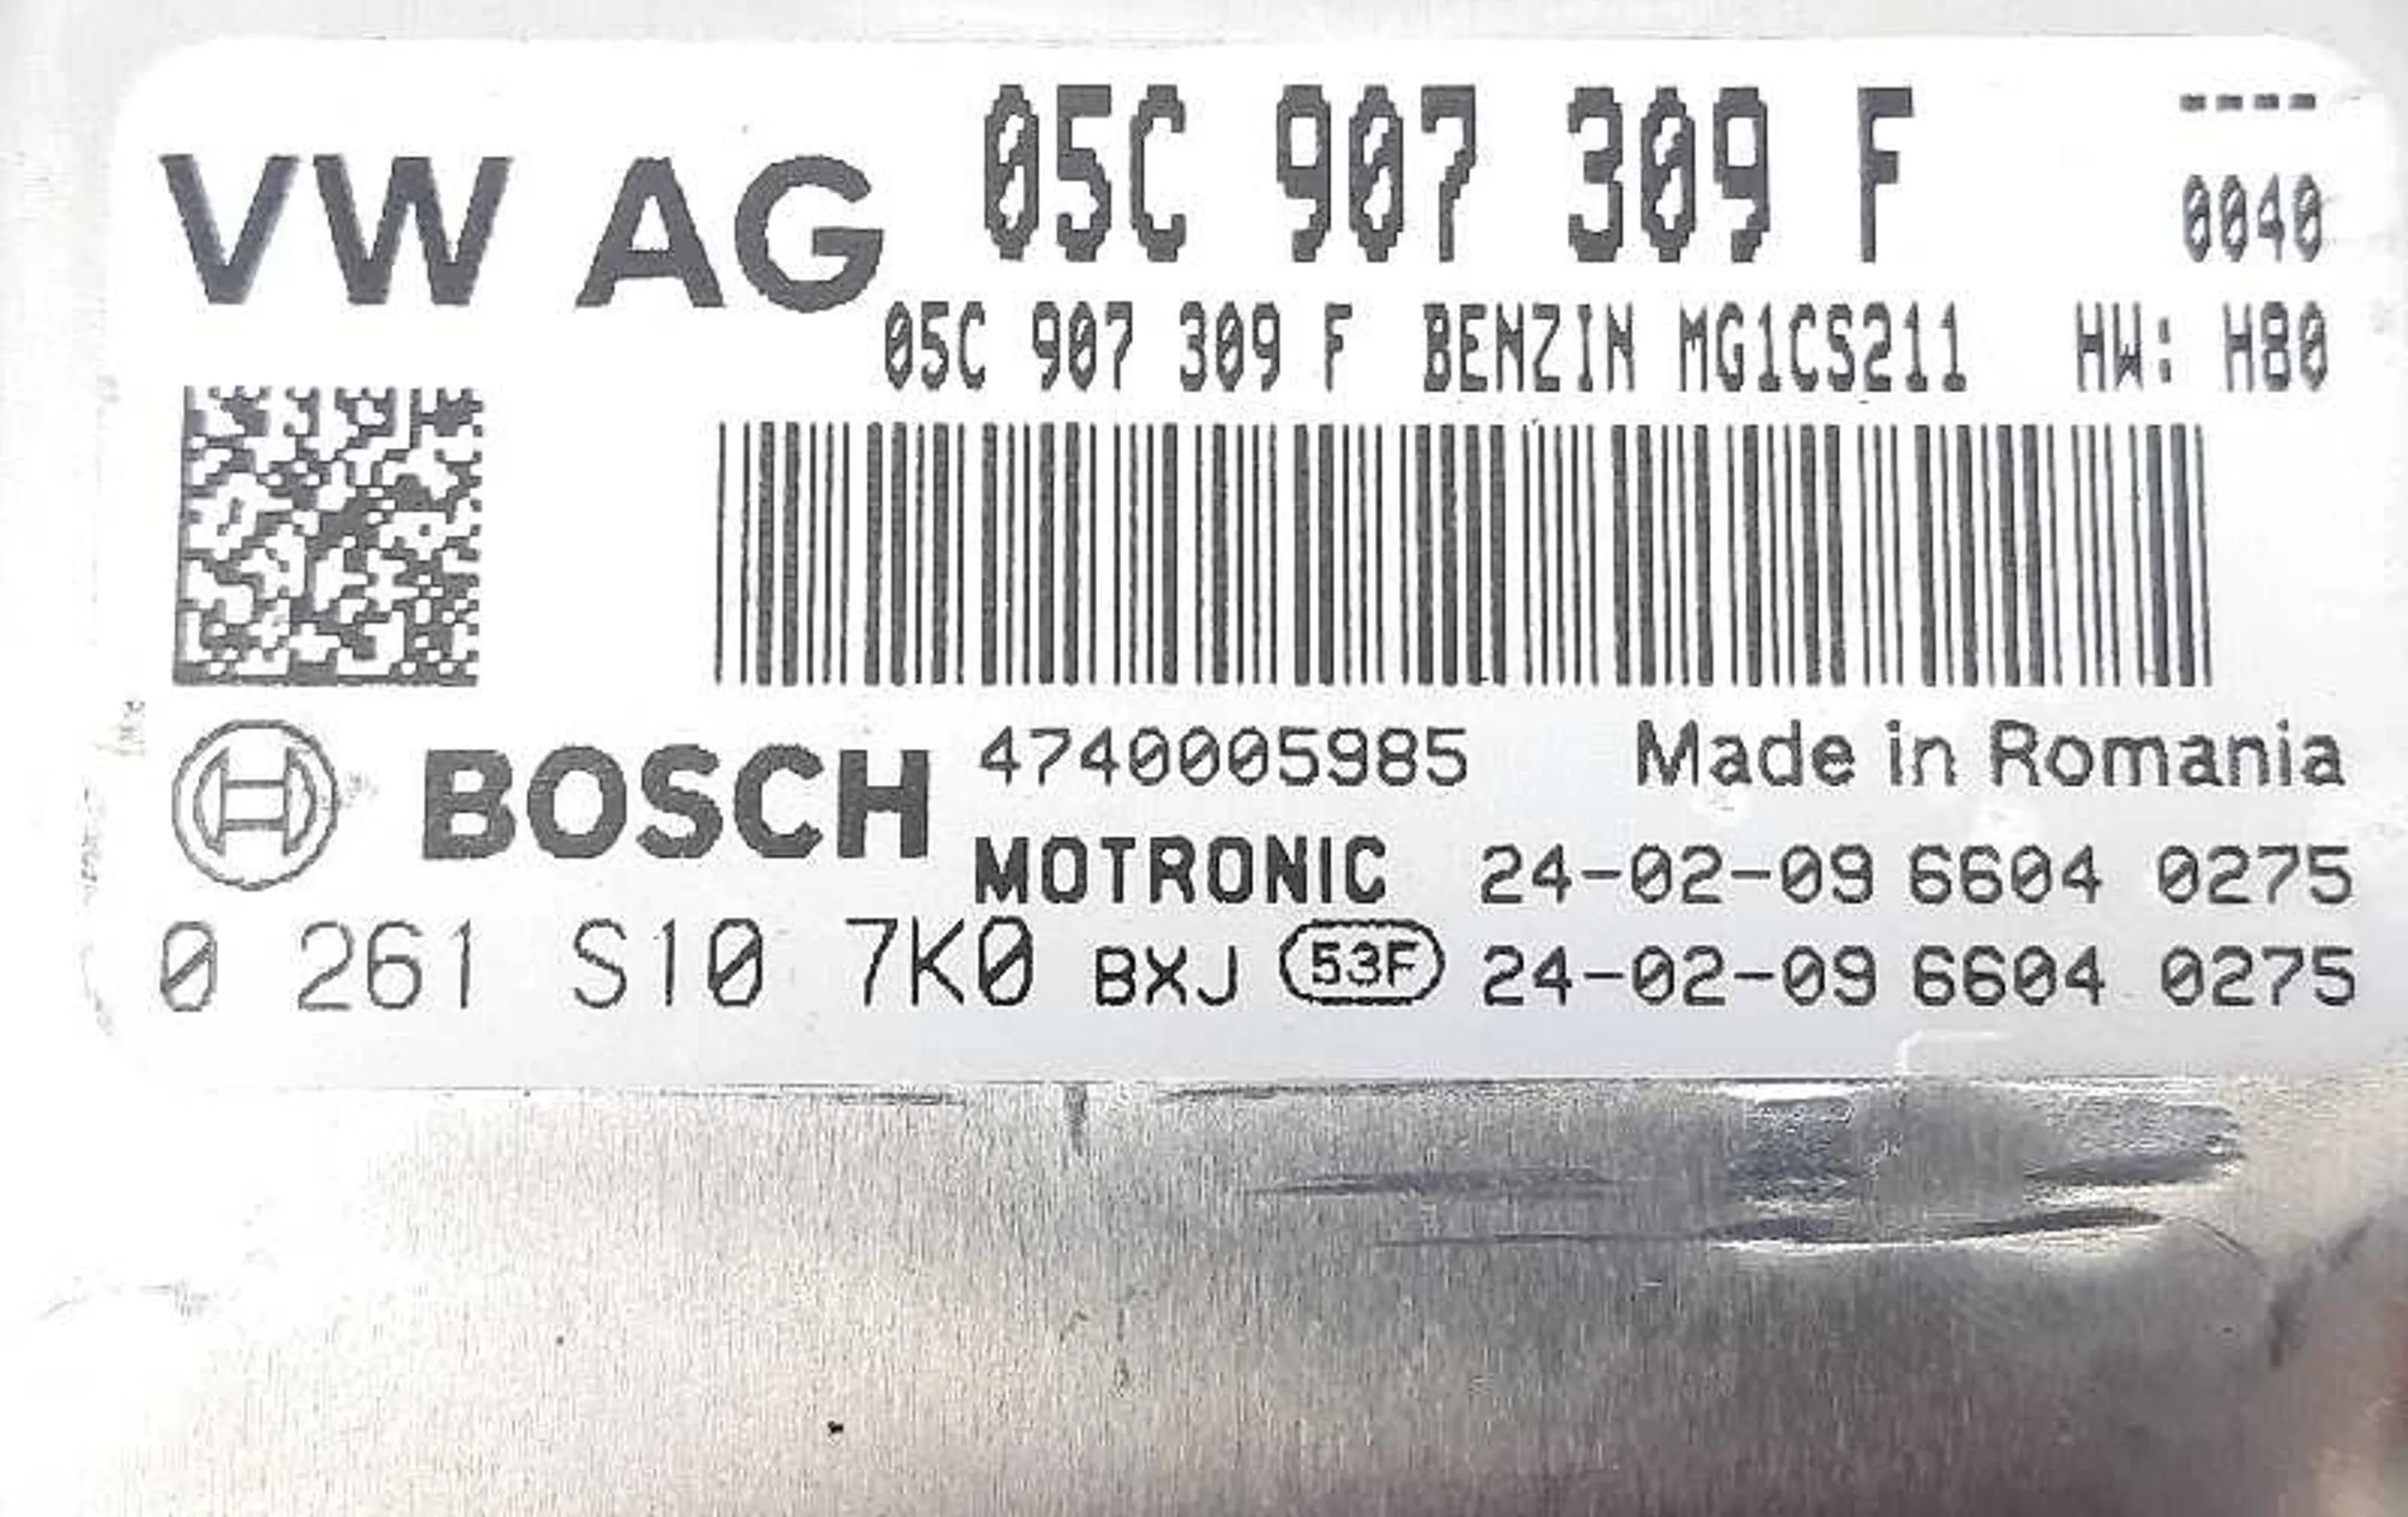 VW AG 05C 907 309 F ----
0040
05C 907 309 F BENZIN MG1CS211 HW: H80
BOSCH 4740005985 Made in Romania
MOTRONIC 24-02-09 6604 0275
0 261 S10 7K0 BXJ 53F 24-02-09 6604 0275